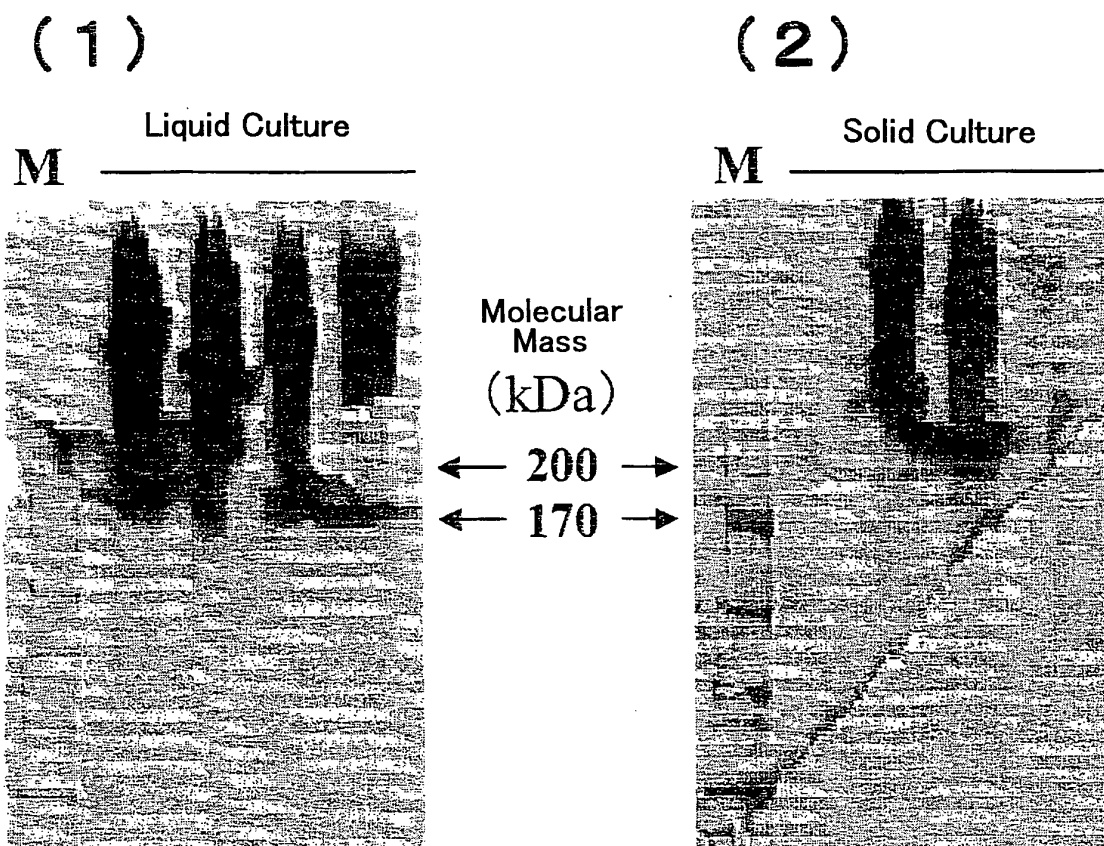 (1)
Liquid Culture
M
Molecular
Mass
(kDa)
← 200 →
← 170 →
(2)
Solid Culture
M